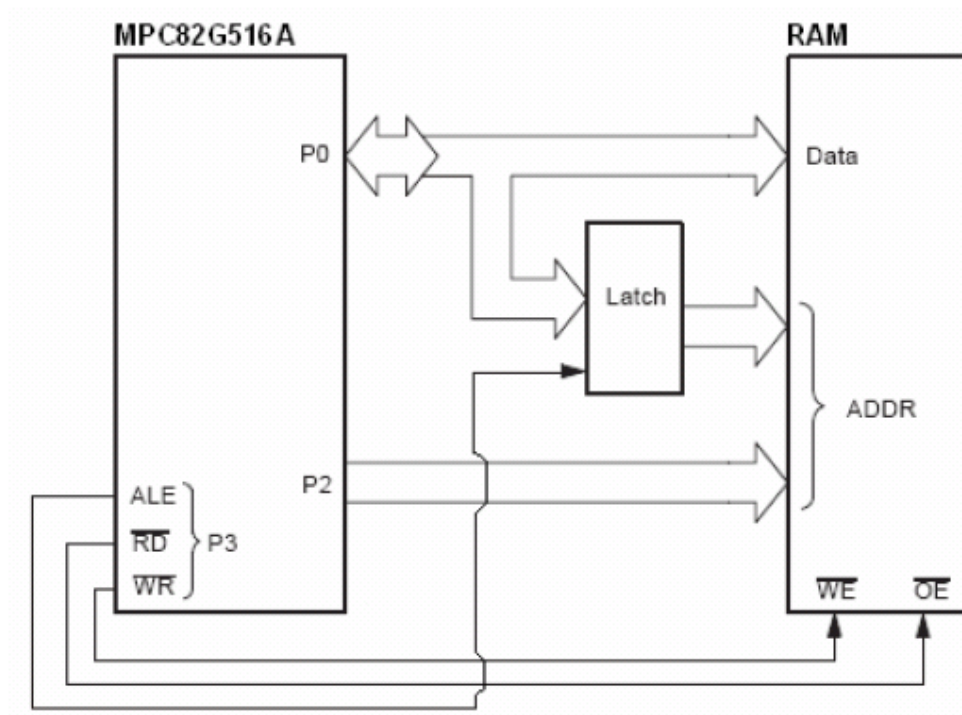 MPC82G516A
RAM
P0
Data
Latch
ADDR
P2
ALE
RD
P3
WR
WE
OE